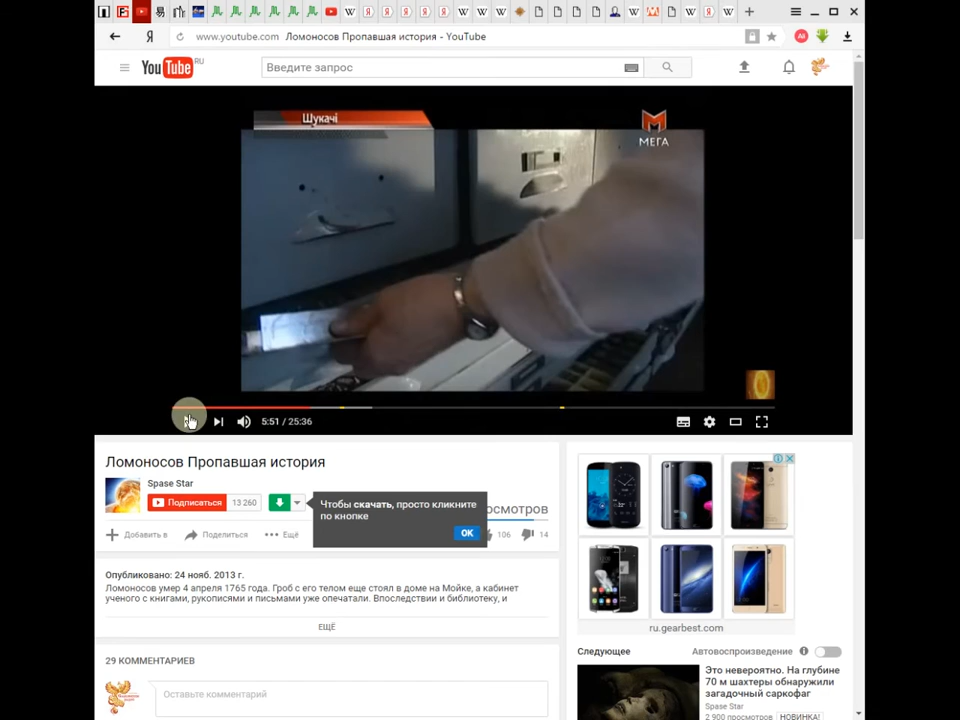 www.youtube.com Ломоносов Пропавшая история - YouTube
YouTube RU
Введите запрос
Щукачі
МЕГА
5:51 / 25:36
Ломоносов Пропавшая история
Spase Star
Подписаться 13 260
Чтобы скачать, просто кликните
по кнопке
OK
осмотров
Добавить в Поделиться Ещё 106 14
Опубликовано: 24 нояб. 2013 г.
Ломоносов умер 4 апреля 1765 года. Гроб с его телом еще стоял в доме на Мойке, а кабинет
ученого с книгами, рукописями и письмами уже опечатали. Впоследствии и библиотеку, и
ЕЩЁ
29 КОММЕНТАРИЕВ
Оставьте комментарий
ru.gearbest.com
Следующее Автовоспроизведение
Это невероятно. На глубине
70 м шахтеры обнаружили
загадочный саркофаг
Spase Star
2 900 просмотров НОВИНКА!